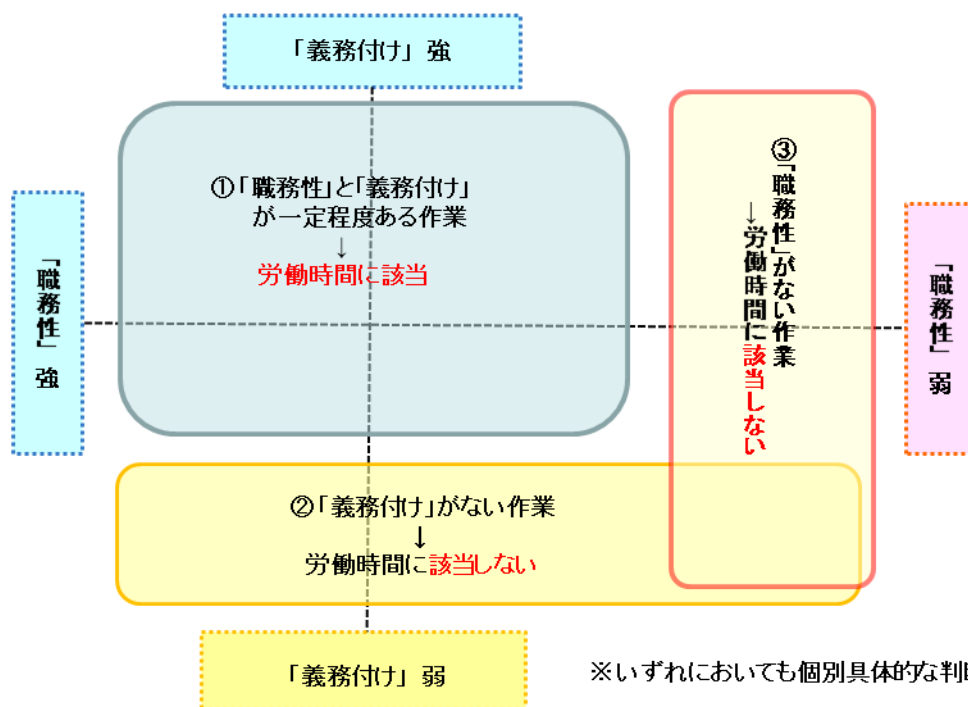 「義務付け」 強
①「職務性」と「義務付け」
が一定程度ある作業
↓
労働時間に該当
③「職務性」がない作業
→労働時間に該当しない
「職務性」 強
「職務性」 弱
②「義務付け」がない作業
↓
労働時間に該当しない
「義務付け」 弱
※いずれにおいても個別具体的な判